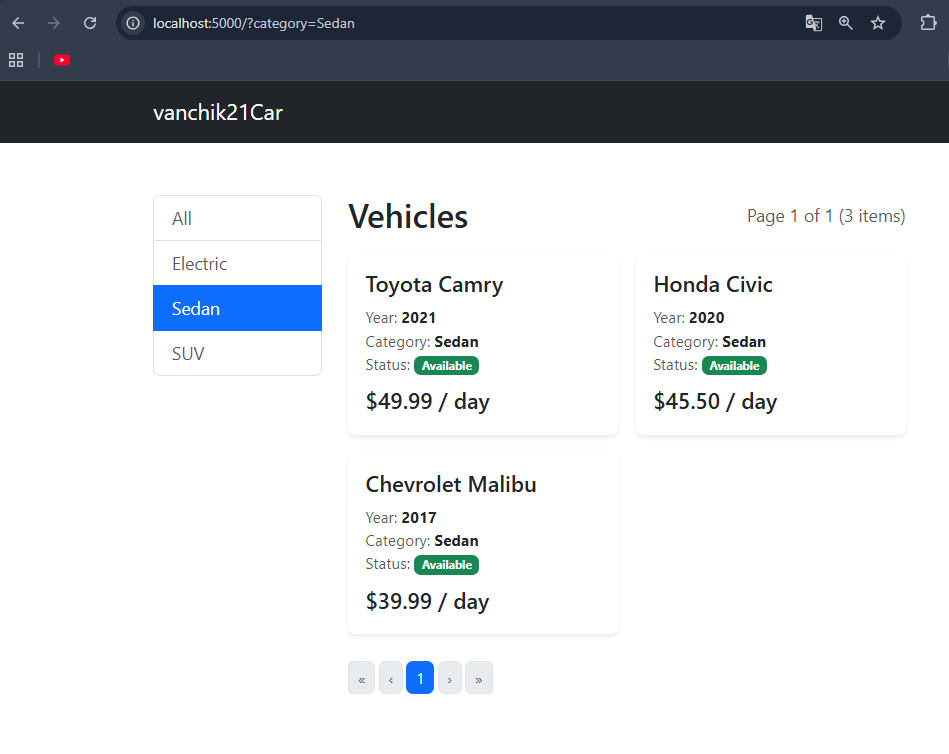 localhost:5000/?category=Sedan
vanchik21Car
All
Electric
Sedan
SUV
Vehicles
Page 1 of 1 (3 items)
Toyota Camry
Year: 2021
Category: Sedan
Status: Available
$49.99 / day
Honda Civic
Year: 2020
Category: Sedan
Status: Available
$45.50 / day
Chevrolet Malibu
Year: 2017
Category: Sedan
Status: Available
$39.99 / day
« ‹ 1 › »